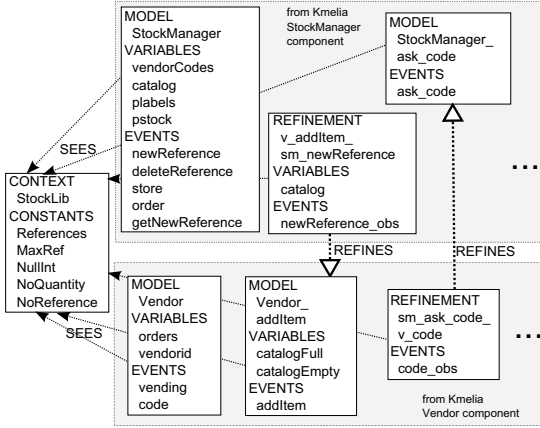 MODEL
StockManager
VARIABLES
vendorCodes
catalog
plabels
pstock
EVENTS
newReference
deleteReference
store
order
getNewReference
from Kmelia
StockManager
component
MODEL
StockManager_
ask_code
EVENTS
ask_code
REFINEMENT
v_addItem_
sm_newReference
VARIABLES
catalog
EVENTS
newReference_obs
...
SEES
CONTEXT
StockLib
CONSTANTS
References
MaxRef
NullInt
NoQuantity
NoReference
REFINES
REFINES
SEES
MODEL
Vendor
VARIABLES
orders
vendorid
EVENTS
vending
code
MODEL
Vendor_
addItem
VARIABLES
catalogFull
catalogEmpty
EVENTS
addItem
REFINEMENT
sm_ask_code_
v_code
EVENTS
code_obs
...
from Kmelia
Vendor component